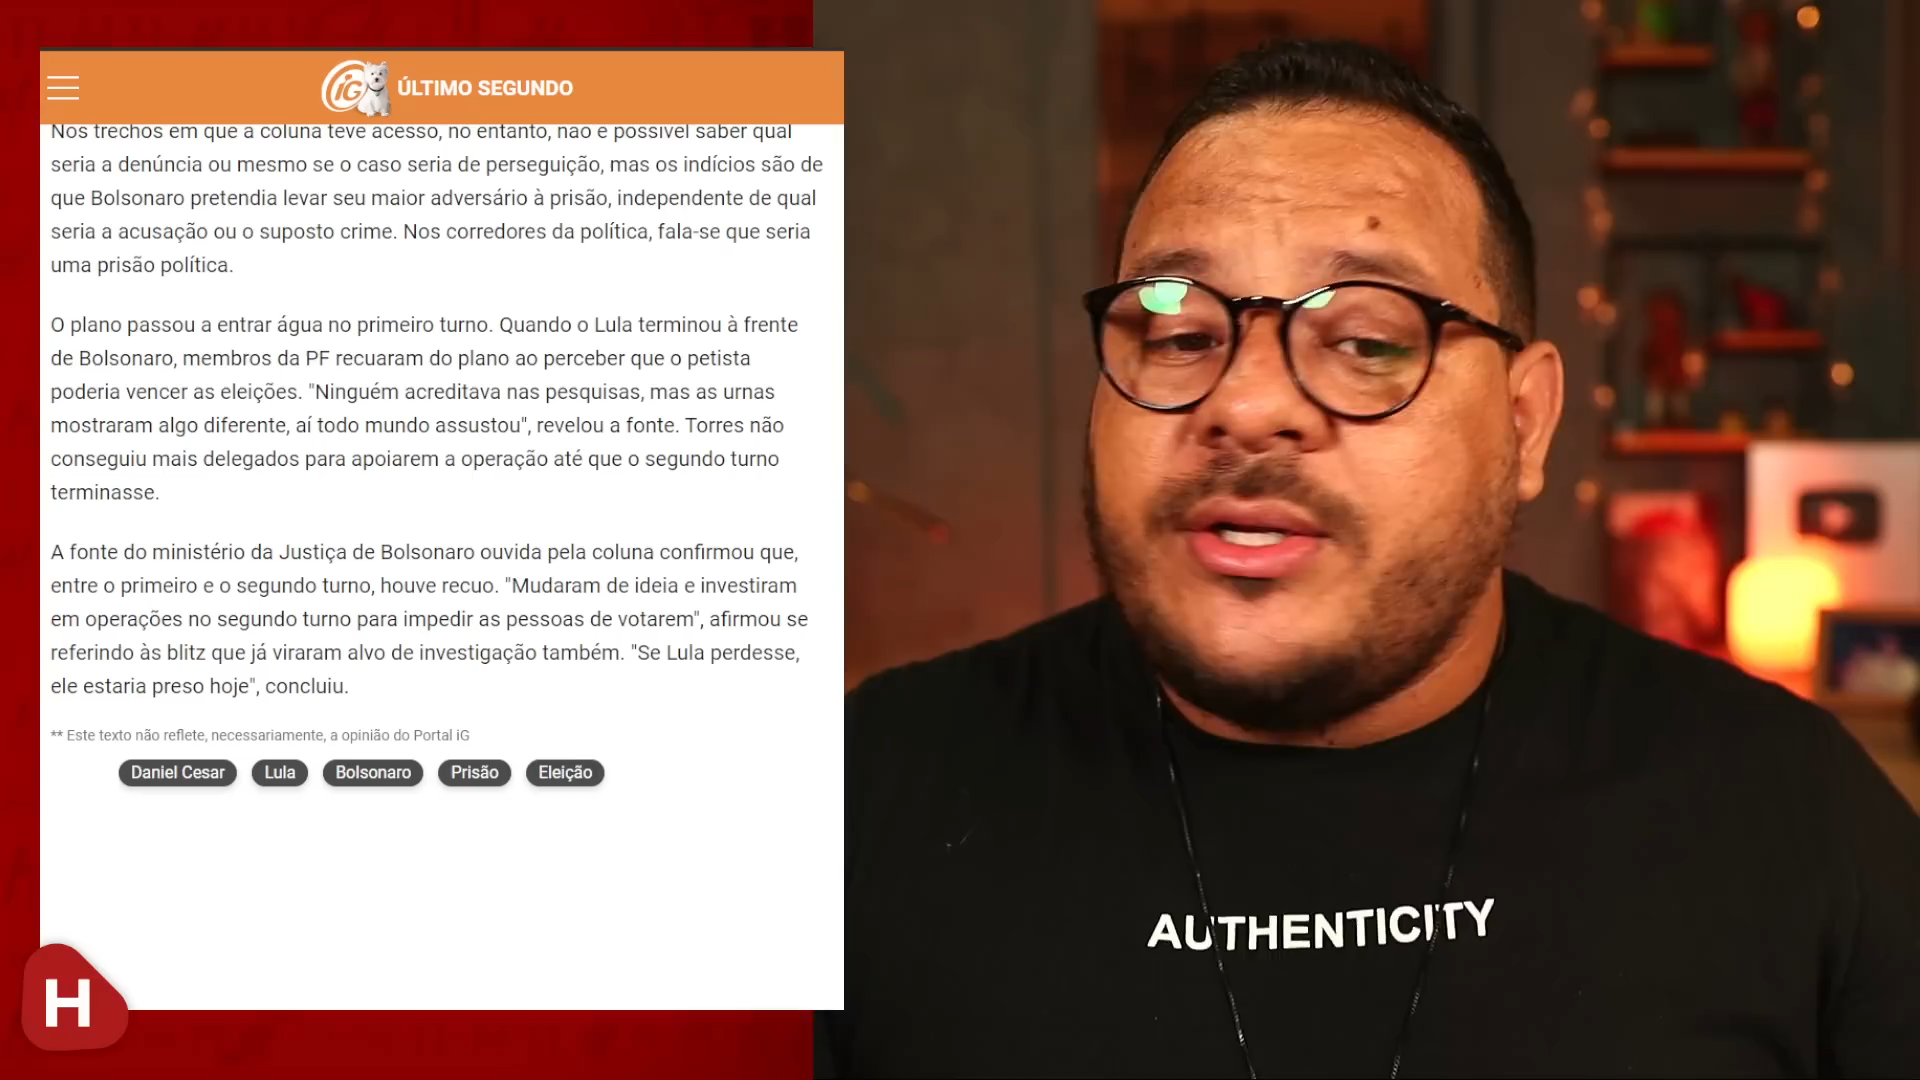 iG ÚLTIMO SEGUNDO
Nos trechos em que a coluna teve acesso, no entanto, não é possível saber qual
seria a denúncia ou mesmo se o caso seria de perseguição, mas os indícios são de
que Bolsonaro pretendia levar seu maior adversário à prisão, independente de qual
seria a acusação ou o suposto crime. Nos corredores da política, fala-se que seria
uma prisão política.
O plano passou a entrar água no primeiro turno. Quando o Lula terminou à frente
de Bolsonaro, membros da PF recuaram do plano ao perceber que o petista
poderia vencer as eleições. "Ninguém acreditava nas pesquisas, mas as urnas
mostraram algo diferente, aí todo mundo assustou", revelou a fonte. Torres não
conseguiu mais delegados para apoiarem a operação até que o segundo turno
terminasse.
A fonte do ministério da Justiça de Bolsonaro ouvida pela coluna confirmou que,
entre o primeiro e o segundo turno, houve recuo. "Mudaram de ideia e investiram
em operações no segundo turno para impedir as pessoas de votarem", afirmou se
referindo às blitz que já viraram alvo de investigação também. "Se Lula perdesse,
ele estaria preso hoje", concluiu.
** Este texto não reflete, necessariamente, a opinião do Portal iG
Daniel Cesar Lula Bolsonaro Prisão Eleição
H
AUTHENTICITY